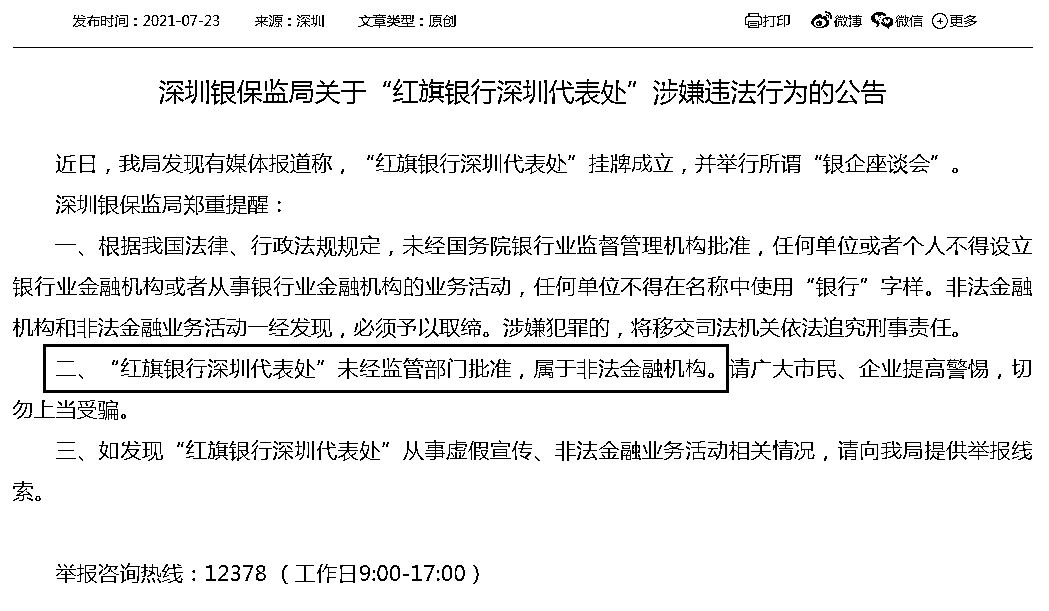 发布时间：2021-07-23 来源：深圳 文章类型：原创 打印 微博 微信 更多
深圳银保监局关于“红旗银行深圳代表处”涉嫌违法行为的公告
近日，我局发现有媒体报道称，“红旗银行深圳代表处”挂牌成立，并举行所谓“银企座谈会”。
深圳银保监局郑重提醒：
一、根据我国法律、行政法规规定，未经国务院银行业监督管理机构批准，任何单位或者个人不得设立
银行业金融机构或者从事银行业金融机构的业务活动，任何单位不得在名称中使用“银行”字样。非法金融
机构和非法金融业务活动一经发现，必须予以取缔。涉嫌犯罪的，将移交司法机关依法追究刑事责任。
二、“红旗银行深圳代表处”未经监管部门批准，属于非法金融机构。请广大市民、企业提高警惕，切
勿上当受骗。
三、如发现“红旗银行深圳代表处”从事虚假宣传、非法金融业务活动相关情况，请向我局提供举报线
索。
举报咨询热线：12378（工作日9:00-17:00）